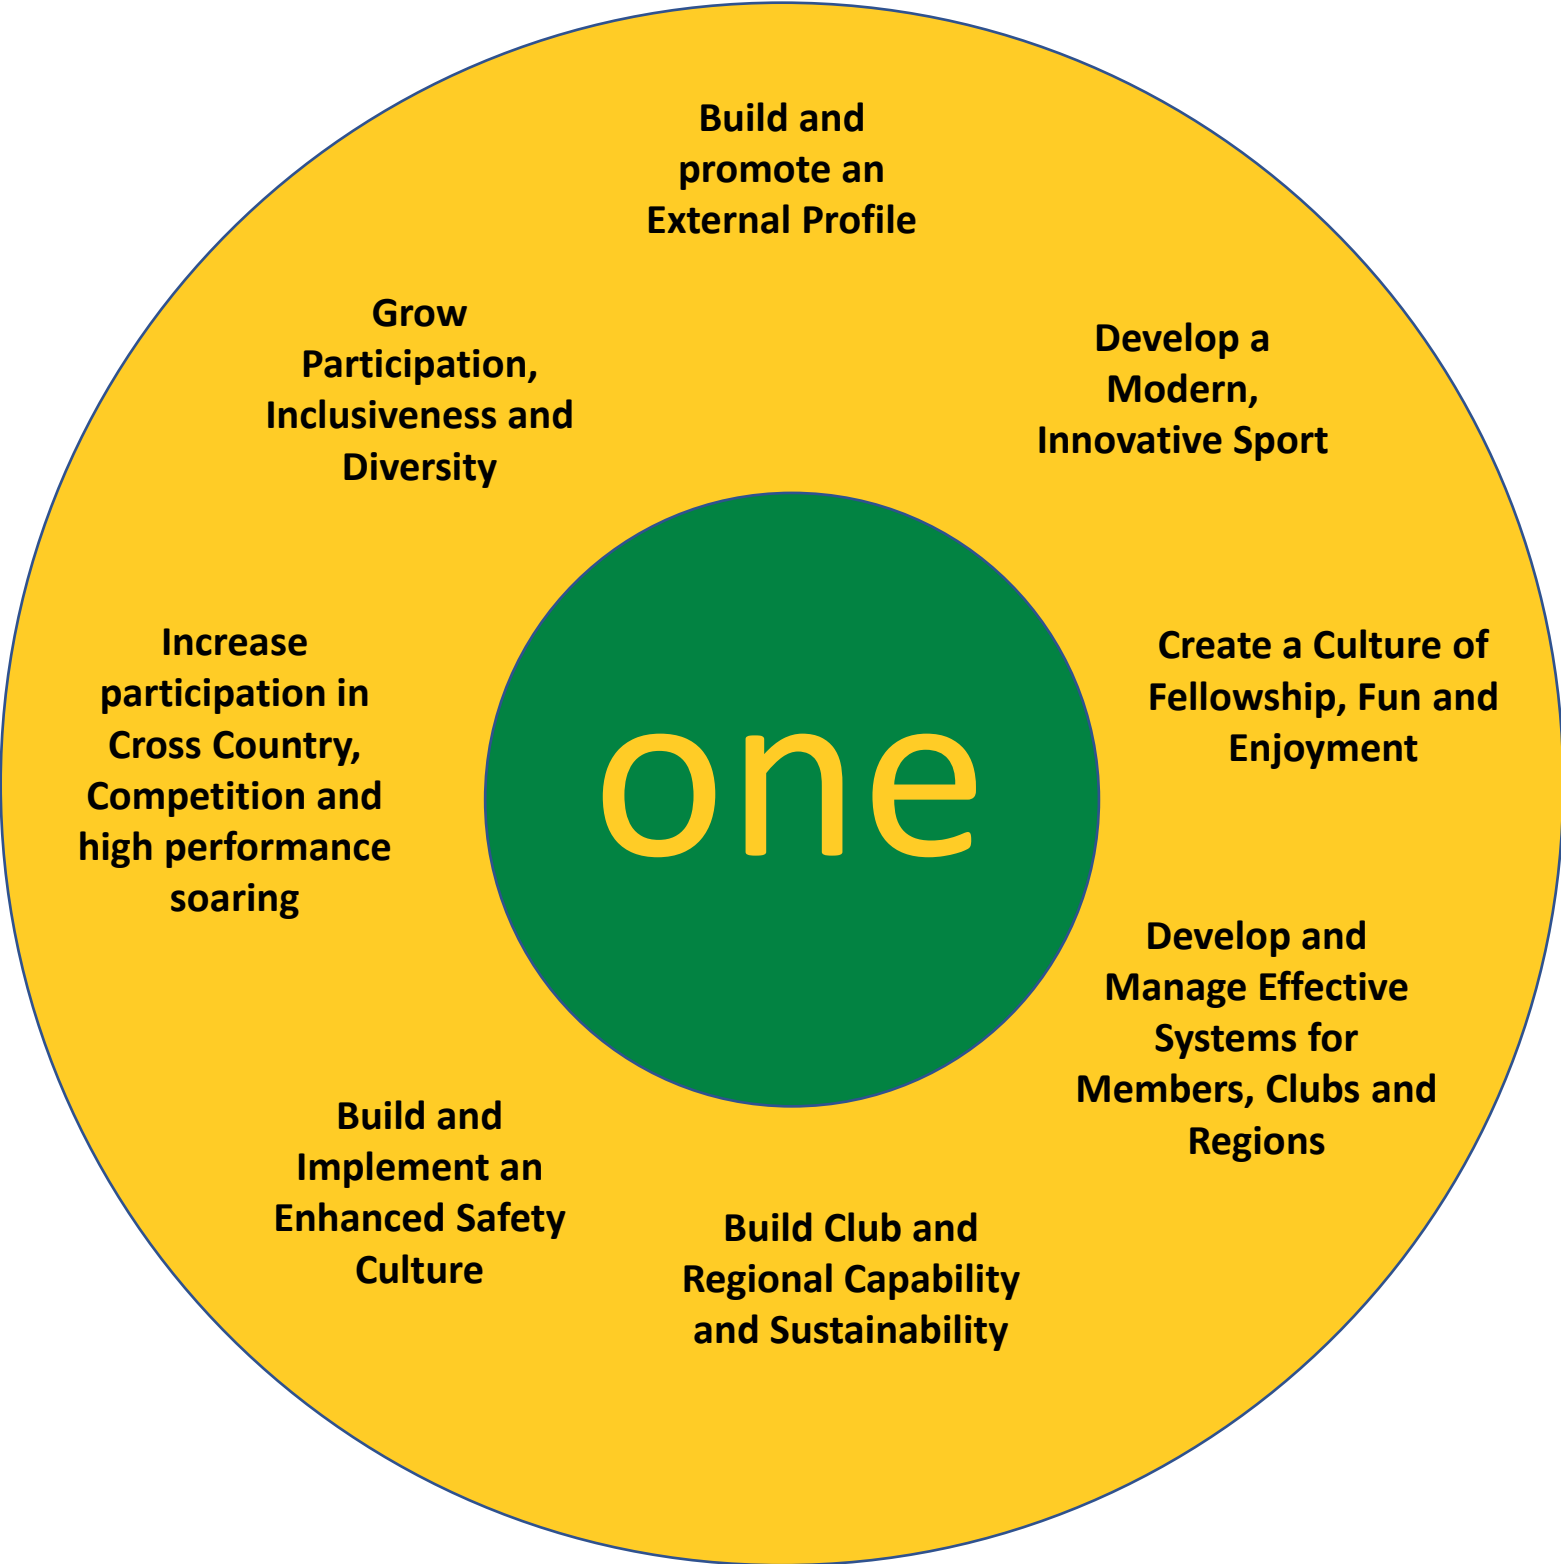 Build and
promote an
External Profile
Grow
Participation,
Inclusiveness and
Diversity
Develop a
Modern,
Innovative Sport
Increase
participation in
Cross Country,
Competition and
high performance
soaring
one
Create a Culture of
Fellowship, Fun and
Enjoyment
Develop and
Manage Effective
Systems for
Members, Clubs and
Regions
Build and
Implement an
Enhanced Safety
Culture
Build Club and
Regional Capability
and Sustainability